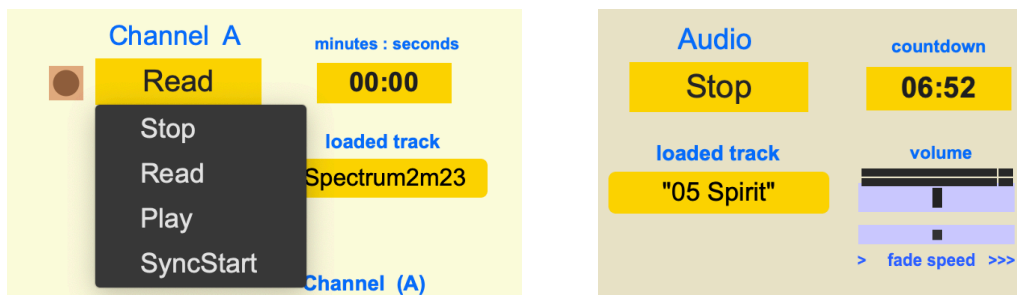 Channel A
minutes : seconds
Read
00:00
Stop
Read
Play
SyncStart
loaded track
Spectrum2m23
Channel (A)
Audio
countdown
Stop
06:52
loaded track
volume
"05 Spirit"
> fade speed >>>